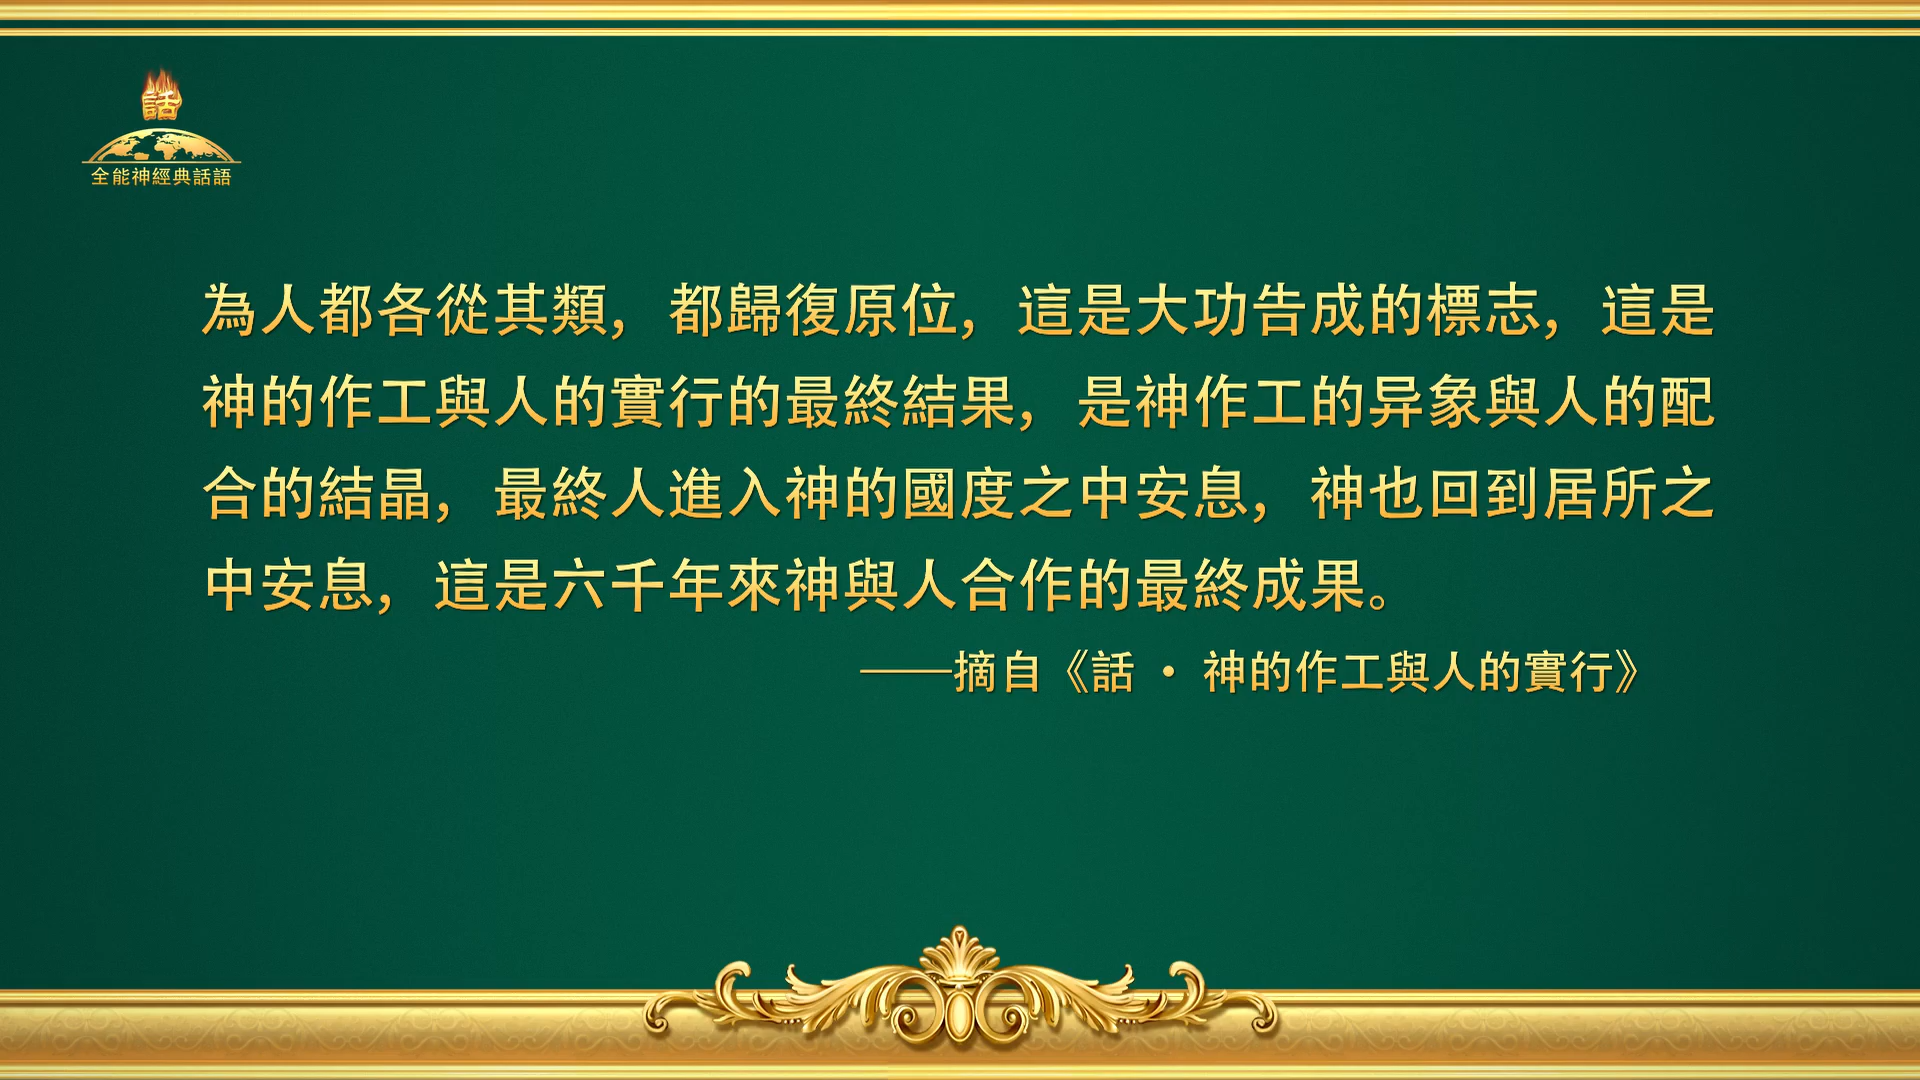 話
全能神經典話語
為人都各從其類，都歸復原位，這是大功告成的標志，這是
神的作工與人的實行的最終結果，是神作工的异象與人的配
合的結晶，最終人進入神的國度之中安息，神也回到居所之
中安息，這是六千年來神與人合作的最終成果。
——摘自《話 · 神的作工與人的實行》